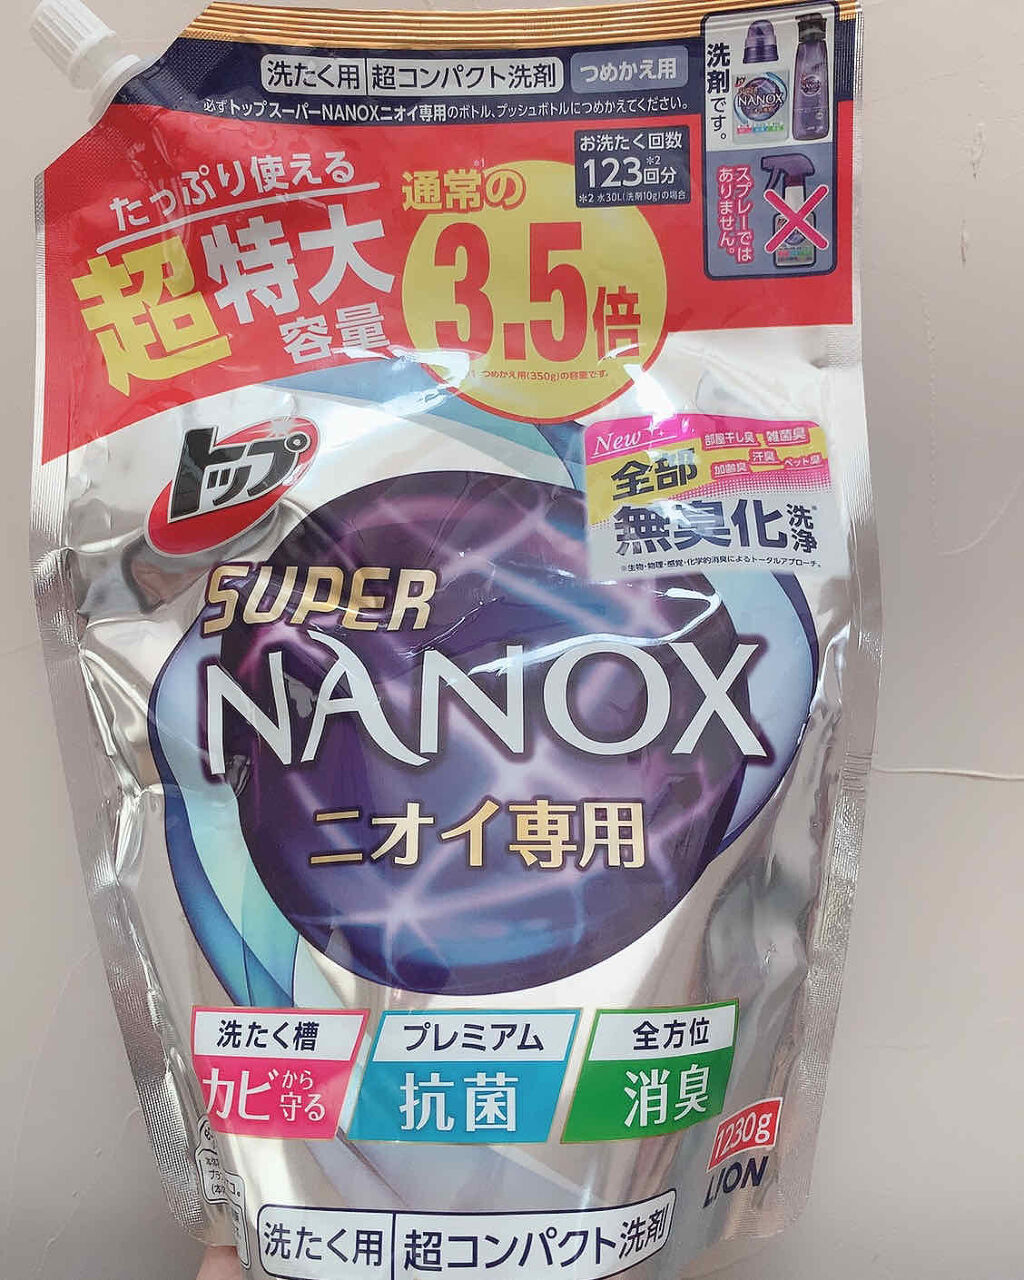 洗たく用 超コンパクト洗剤 つめかえ用
必ずトップスーパーNANOXニオイ専用のボトル、プッシュボトルにつめかえてください。
洗剤です。
NANOX
スプレーでは
ありません。
お洗たく回数
123回分※2
※2 水30L(洗剤10g)の場合
たっぷり使える
超特大
容量
通常の※1
3.5倍
つめかえ用(350g)の容量です。
New
部屋干し臭 雑菌臭
汗臭
加齢臭 ペット臭
全部
無臭化洗浄※
※生物・物理・感覚・化学的消臭によるトータルアプローチ。
トップ
SUPER
NANOX
ニオイ専用
洗たく槽
カビから守る
プレミアム
抗菌
全方位
消臭
1230g
LION
洗たく用 超コンパクト洗剤